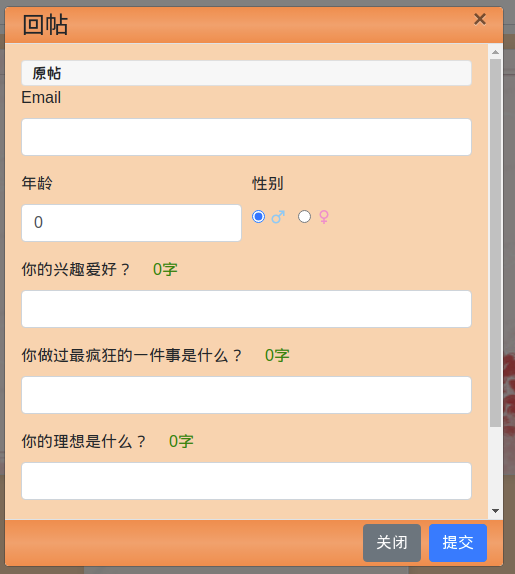 回帖 ×
原帖
Email
年龄 性别
0 ♂ ♀
你的兴趣爱好？ 0字
你做过最疯狂的一件事是什么？ 0字
你的理想是什么？ 0字
关闭 提交